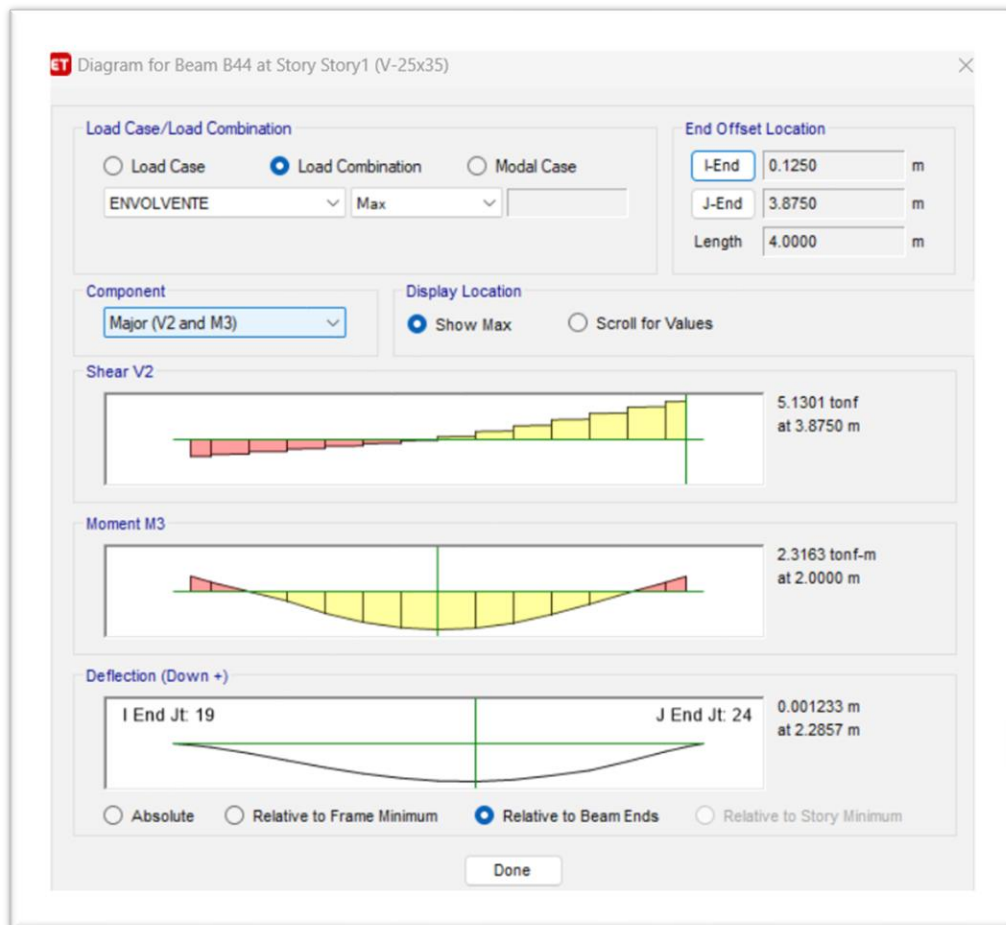 ET Diagram for Beam B44 at Story Story1 (V-25x35)
Load Case/Load Combination
Load Case Load Combination Modal Case
ENVOLVENTE Max
End Offset Location
I-End 0.1250 m
J-End 3.8750 m
Length 4.0000 m
Component
Major (V2 and M3)
Display Location
Show Max Scroll for Values
Shear V2
5.1301 tonf
at 3.8750 m
Moment M3
2.3163 tonf-m
at 2.0000 m
Deflection (Down +)
I End Jt: 19 J End Jt: 24
0.001233 m
at 2.2857 m
Absolute Relative to Frame Minimum Relative to Beam Ends Relative to Story Minimum
Done